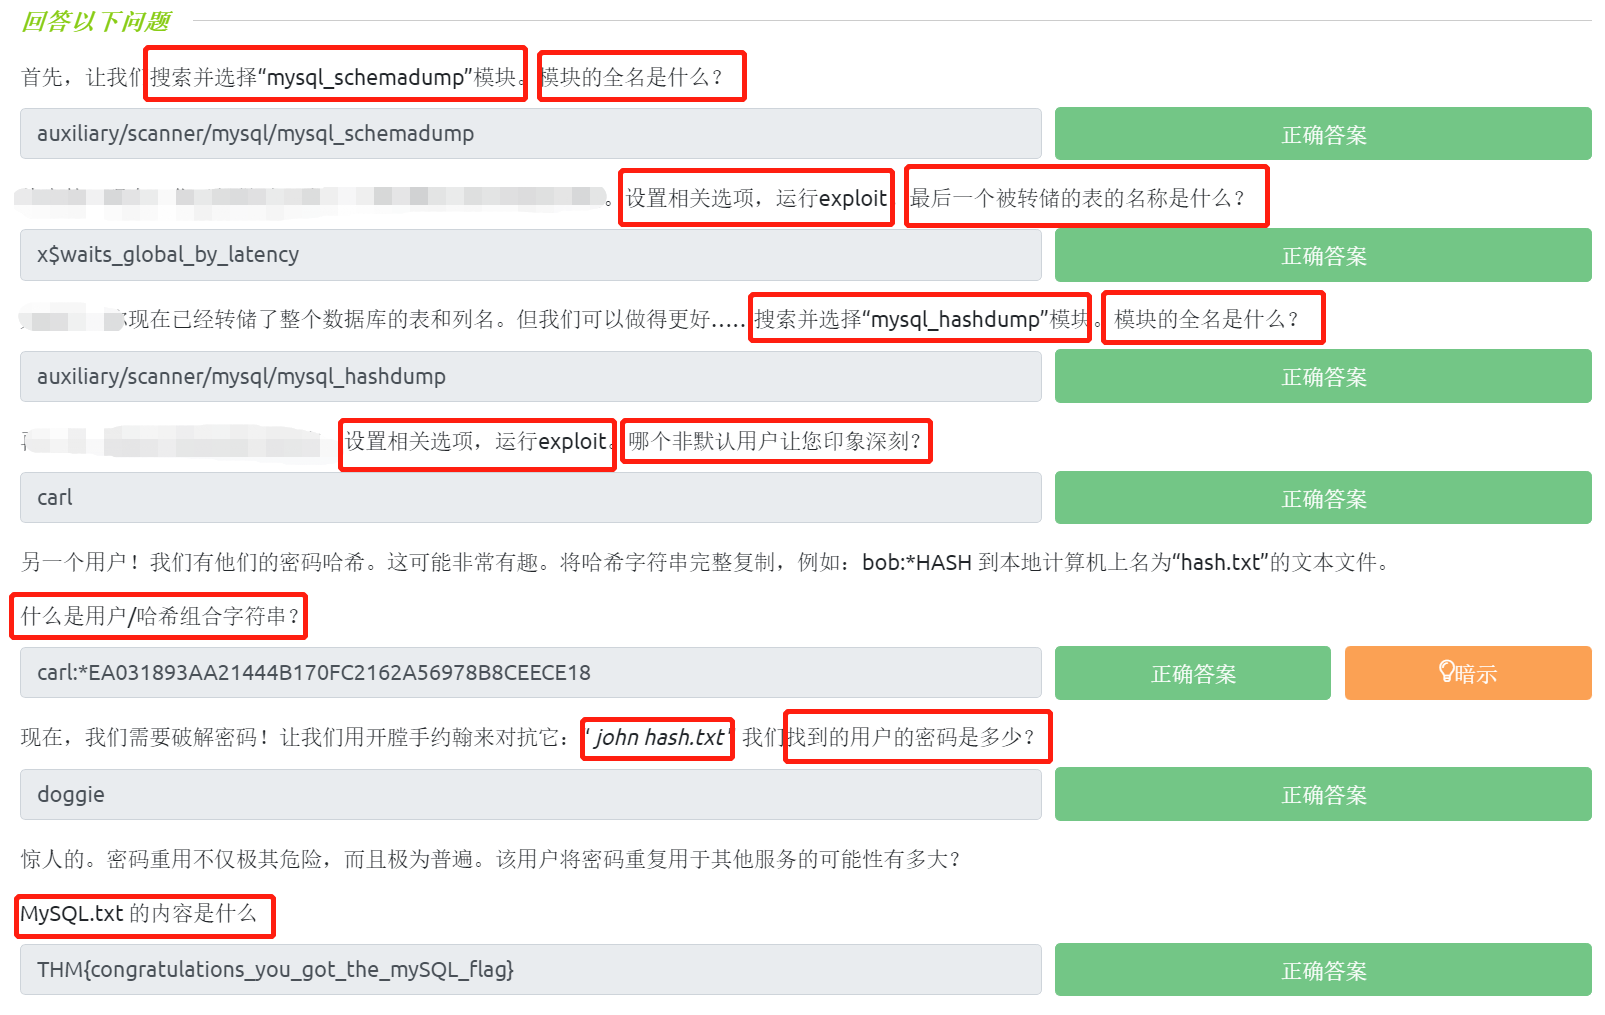 回答以下问题
首先，让我们搜索并选择“mysql_schemadump”模块。模块的全名是什么？
auxiliary/scanner/mysql/mysql_schemadump 正确答案
。设置相关选项，运行exploit 最后一个被转储的表的名称是什么？
x$waits_global_by_latency 正确答案
现在已经转储了整个数据库的表和列名。但我们可以做得更好…… 搜索并选择“mysql_hashdump”模块。模块的全名是什么？
auxiliary/scanner/mysql/mysql_hashdump 正确答案
设置相关选项，运行exploit。哪个非默认用户让您印象深刻？
carl 正确答案
另一个用户！我们有他们的密码哈希。这可能非常有趣。将哈希字符串完整复制，例如：bob:*HASH 到本地计算机上名为“hash.txt”的文本文件。
什么是用户/哈希组合字符串？
carl:*EA031893AA21444B170FC2162A56978B8CEECE18 正确答案 暗示
现在，我们需要破解密码！让我们用开膛手约翰来对抗它：“ john hash.txt” 我们找到的用户的密码是多少？
doggie 正确答案
惊人的。密码重用不仅极其危险，而且极为普遍。该用户将密码重复用于其他服务的可能性有多大？
MySQL.txt 的内容是什么
THM{congratulations_you_got_the_mySQL_flag} 正确答案